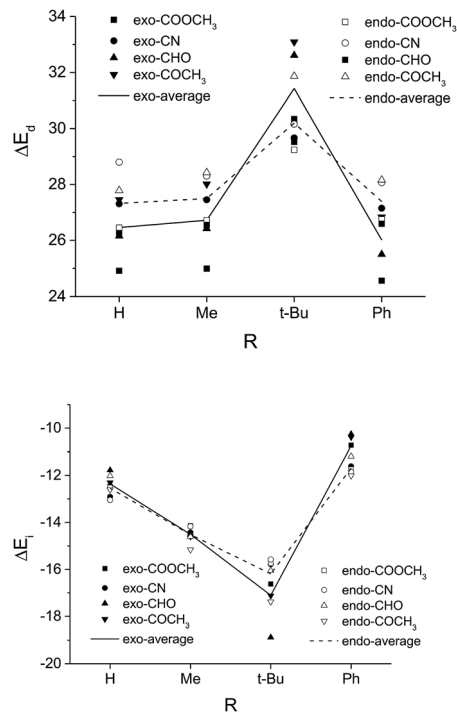 34
32
30
28
26
24
ΔE_d
exo-COOCH₃
exo-CN
exo-CHO
exo-COCH₃
exo-average
endo-COOCH₃
endo-CN
endo-CHO
endo-COCH₃
endo-average
H Me t-Bu Ph
R
-10
-12
-14
-16
-18
-20
ΔE_i
exo-COOCH₃
exo-CN
exo-CHO
exo-COCH₃
exo-average
endo-COOCH₃
endo-CN
endo-CHO
endo-COCH₃
endo-average
H Me t-Bu Ph
R